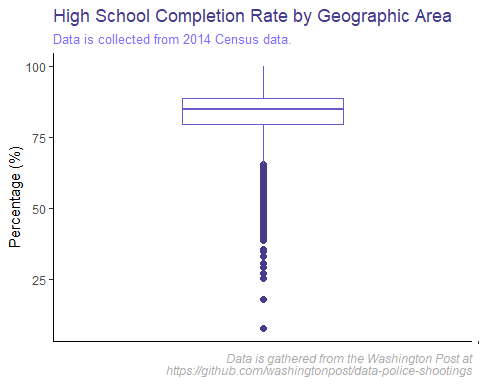 High School Completion Rate by Geographic Area
Data is collected from 2014 Census data.
100
75
50
25
Percentage (%)
Data is gathered from the Washington Post at
https://github.com/washingtonpost/data-police-shootings